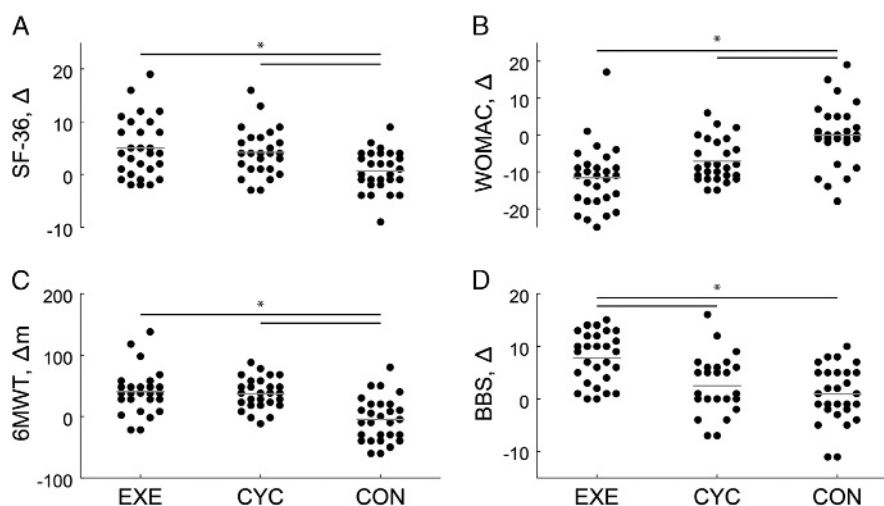 A
SF-36, Δ
20
10
0
-10
*
B
WOMAC, Δ
20
10
0
-10
-20
*
C
6MWT, Δm
200
100
0
-100
*
EXE CYC CON
D
BBS, Δ
20
10
0
-10
*
EXE CYC CON